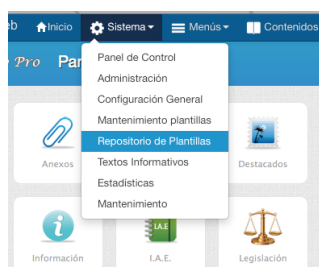 eb Inicio Sistema Menús Contenidos
Pro Par
Panel de Control
Administración
Configuración General
Mantenimiento plantillas
Repositorio de Plantillas
Textos Informativos
Estadísticas
Mantenimiento
Anexos Destacados
I.A.E
Información I.A.E. Legislación